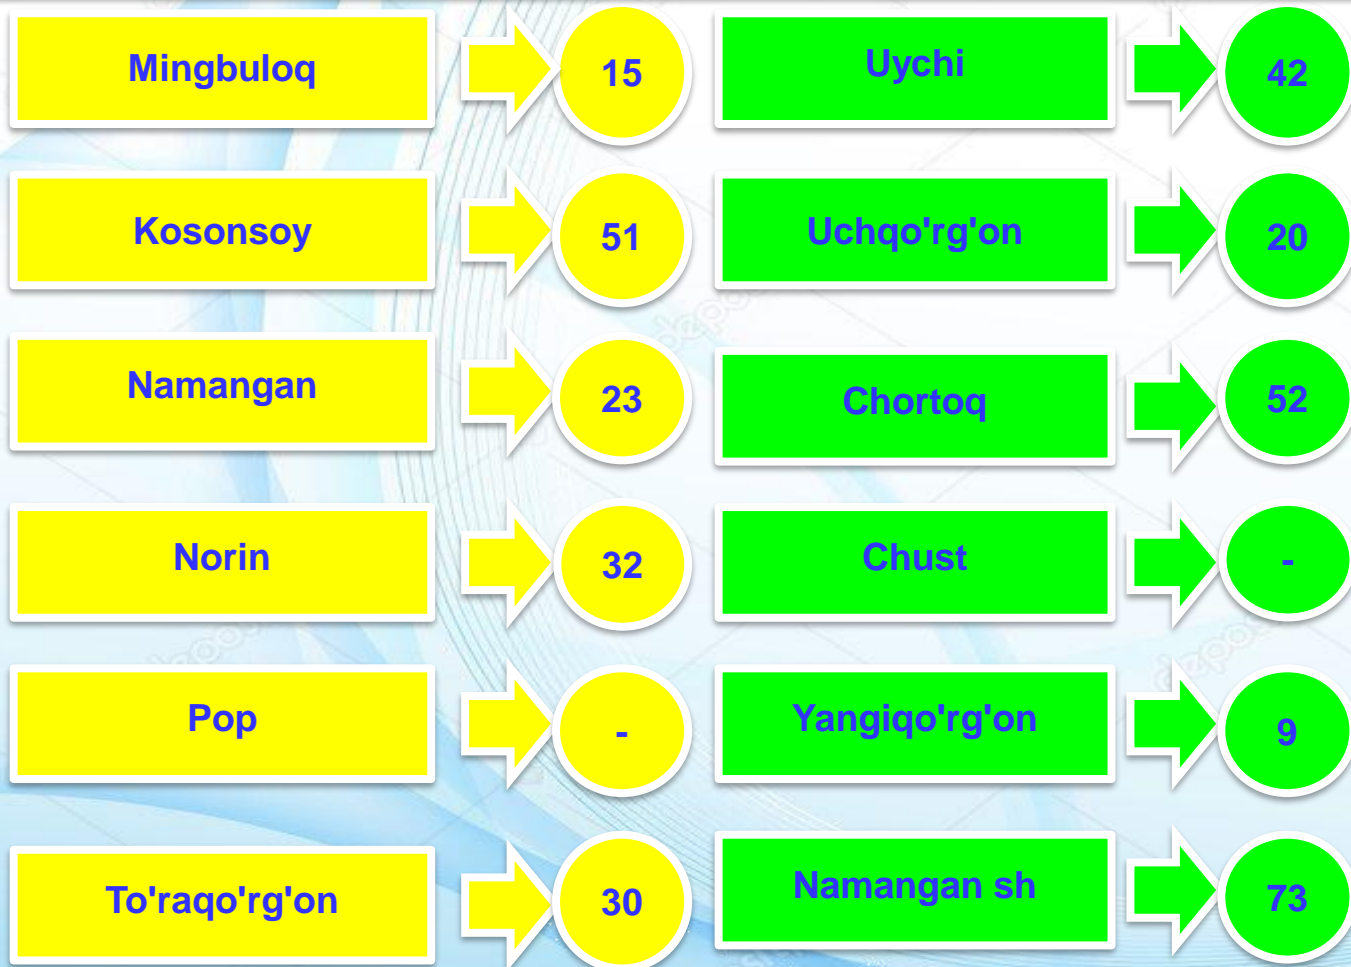 Mingbuloq 15 Uychi 42
Kosonsoy 51 Uchqo'rg'on 20
Namangan 23 Chortoq 52
Norin 32 Chust -
Pop - Yangiqo'rg'on 9
To'raqo'rg'on 30 Namangan sh 73